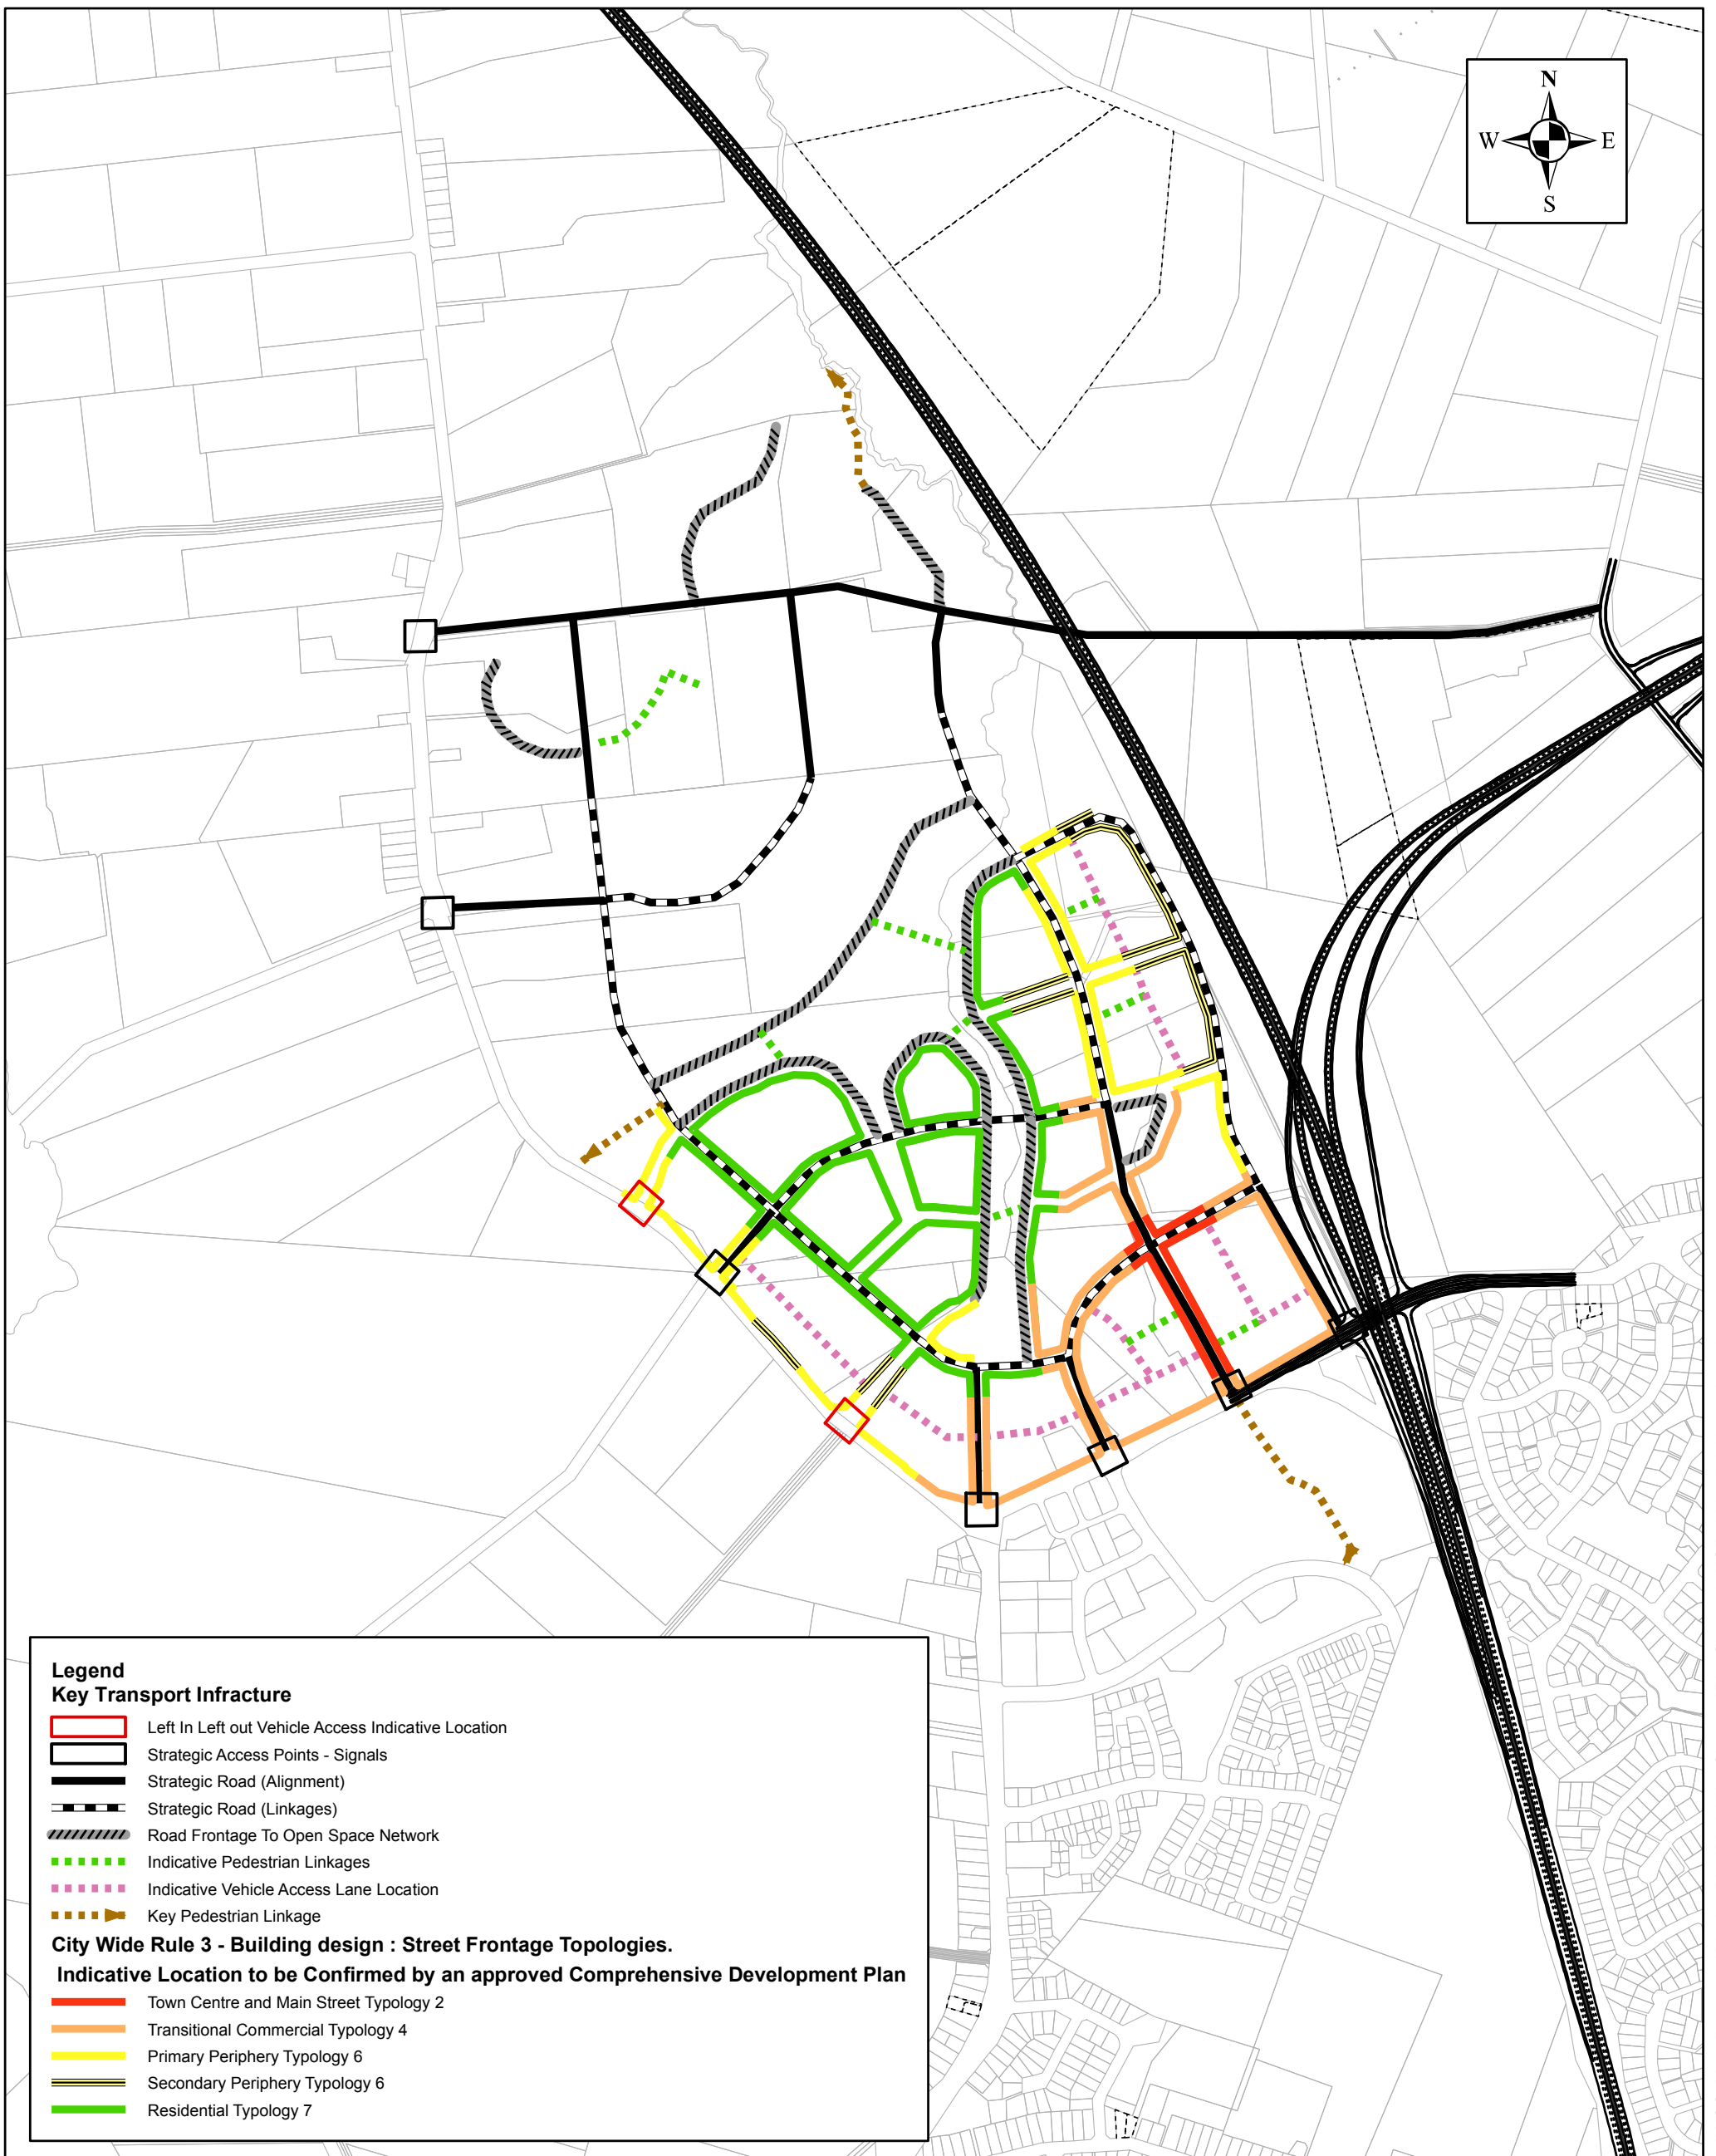 N
W E
S
Legend
Key Transport Infracture
Left In Left out Vehicle Access Indicative Location
Strategic Access Points - Signals
Strategic Road (Alignment)
Strategic Road (Linkages)
Road Frontage To Open Space Network
Indicative Pedestrian Linkages
Indicative Vehicle Access Lane Location
Key Pedestrian Linkage
City Wide Rule 3 - Building design : Street Frontage Topologies.
Indicative Location to be Confirmed by an approved Comprehensive Development Plan
Town Centre and Main Street Typology 2
Transitional Commercial Typology 4
Primary Periphery Typology 6
Secondary Periphery Typology 6
Residential Typology 7